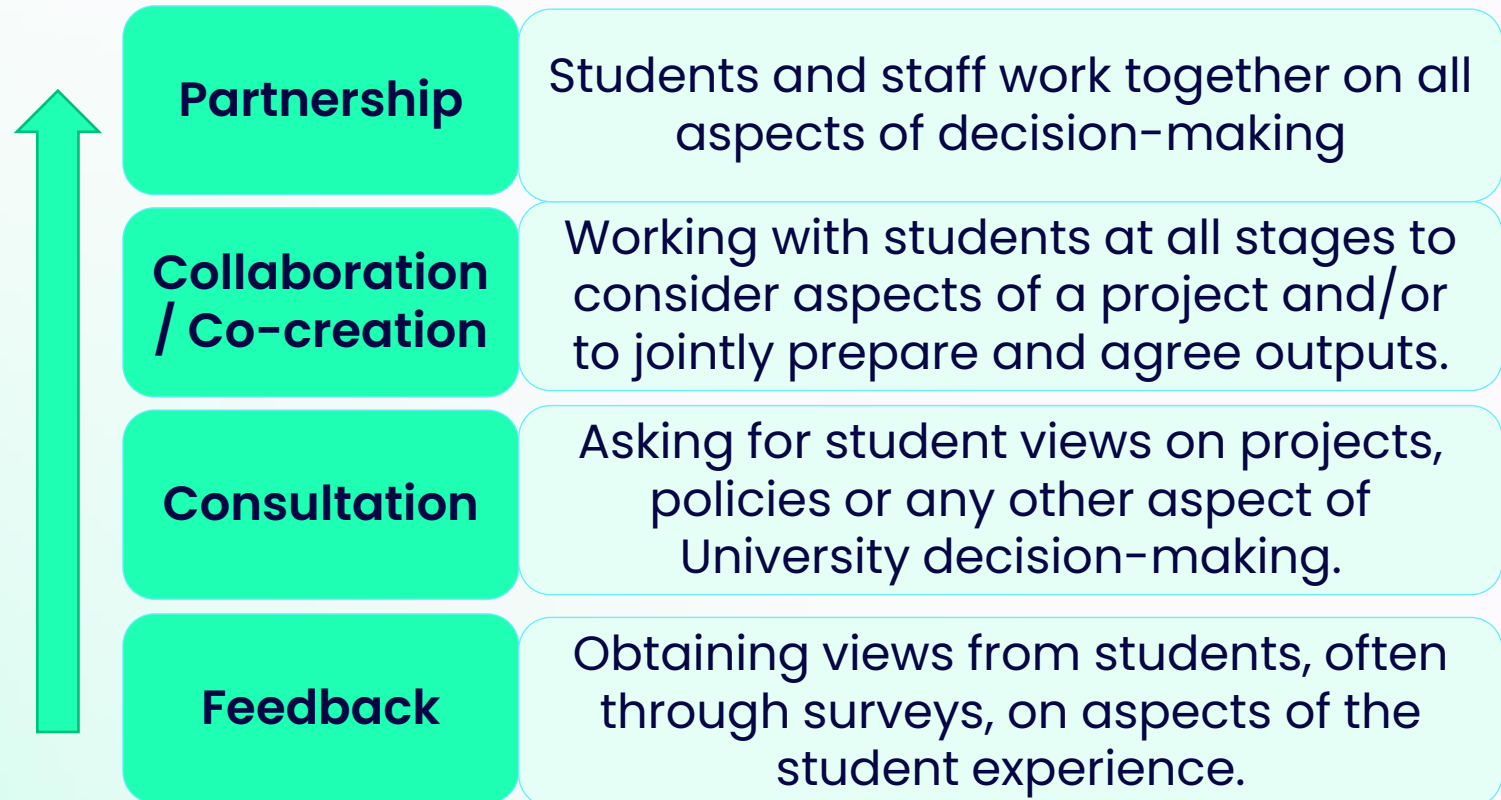 Partnership
Students and staff work together on all
aspects of decision-making
Collaboration
/ Co-creation
Working with students at all stages to
consider aspects of a project and/or
to jointly prepare and agree outputs.
Consultation
Asking for student views on projects,
policies or any other aspect of
University decision-making.
Feedback
Obtaining views from students, often
through surveys, on aspects of the
student experience.